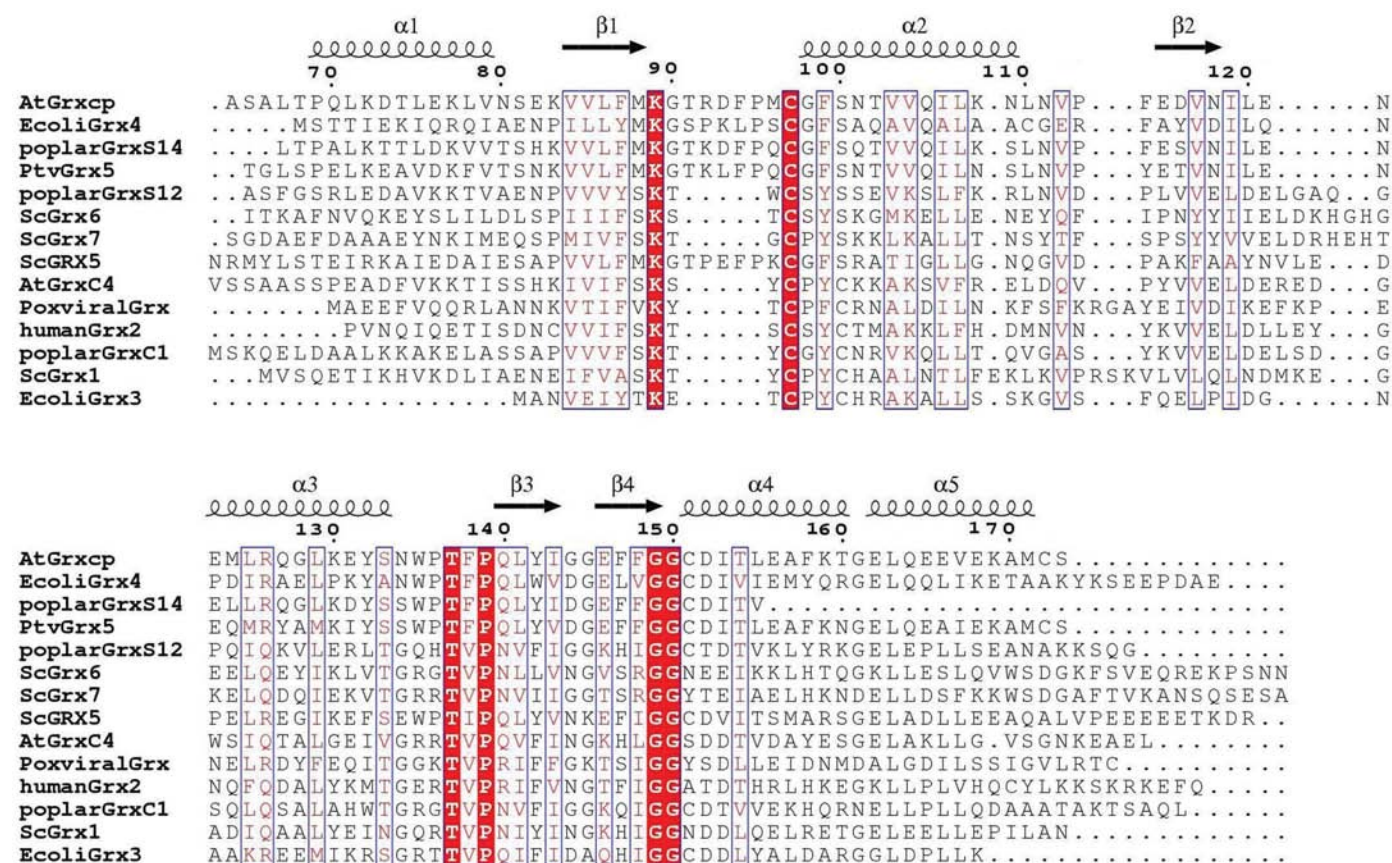 α1 β1 α2 β2
70 80 90 100 110 120
AtGrxcp .ASALTPQLKDTLEKLVNSEKVVLFMKGTRDFPMCGFSNTVVQILK.NLNVP...FEDVNILE......N
EcoliGrx4 .....MSTTIEKIQRQIAENPILLYMKGSPKLPSCGFSAQAVQALA.ACGER...FAYVDILQ......N
poplarGrxS14 ....LTPALKTTLDKVVTSHKVVLFMKGTKDFPQCGFSQTVVQILK.SLNVP...FESVNILE......N
PtvGrx5 ..TGLSPELKEAVDKFVTSNKVVLFMKGTKLFPQCGFSNTVVQILN.SLNVP...YETVNILE......N
poplarGrxS12 ..ASFGSRLEDAVKKTVAENPVVVYSKT.....WCSYSSEVKSLFK.RLNVD...PLVVELDELGAQ..G
ScGrx6 ..ITKAFNVQKEYSLILDLSPIIIFSKS.....TCSYSKGMKELLE.NEYQF...IPNYYIIELDKHGHG
ScGrx7 .SGDAEFDAAAEYNKIMEQSPMIVFSKT.....GCPYSKKLKALLT.NSYTF...SPSYYVVELDRHEHT
ScGRX5 NRMYLSTEIRKAIEDAIESAPVVLFMKGTPEFPKCGFSRATIGLLG.NQGVD...PAKFAAYNVLE...D
AtGrxC4 VSSAASSPEADFVKKTISSHKIVIFSKS.....YCPYCKKAKSVFR.ELDQV...PYVVELDERED...G
PoxviralGrx .......MAEEFVQQRLANNKVTIFVKY.....TCPFCRNALDILN.KFSFKRGAYEIVDIKEFKP...E
humanGrx2 ........PVNQIQETISDNCVVIFSKT.....SCSYCTMAKKLFH.DMNVN...YKVVELDLLEY...G
poplarGrxC1 MSKQELDAALKKAKELASSAPVVVFSKT.....YCGYCNRVKQLLT.QVGAS...YKVVELDELSD...G
ScGrx1 ...MVSQETIKHVKDLIAENEIFVASKT.....YCPYCHAALNTLFEKLKVPRSKVLVLQLNDMKE...G
EcoliGrx3 ..................MANVEIYTKE.....TCPYCHRAKALLS.SKGVS...FQELPIDG......N
α3 β3 β4 α4 α5
130 140 150 160 170
AtGrxcp EMLRQGLKEYSNWPTFPQLYIGGEFFGGCDITLEAFKTGELQEEVEKAMCS.............
EcoliGrx4 PDIRAELPKYANWPTFPQLWVDGELVGGCDIVIEMYQRGELQQLIKETAAKYKSEEPDAE....
poplarGrxS14 ELLRQGLKDYSSWPTFPQLYIDGEFFGGCDITV...............................
PtvGrx5 EQMRYAMKIYSSWPTFPQLYVDGEFFGGCDITLEAFKNGELQEAIEKAMCS.............
poplarGrxS12 PQIQKVLERLTGQHTVPNVFIGGKHIGGCTDTVKLYRKGELEPLLSEANAKKSQG.........
ScGrx6 EELQEYIKLVTGRGTVPNLLVNGVSRGGNEEIKKLHTQGKLLESLQVWSDGKFSVEQREKPSNN
ScGrx7 KELQDQIEKVTGRRTVPNVIIGGTSRGGYTEIAELHKNDELLDSFKKWSDGAFTVKANSQSESA
ScGRX5 PELREGIKEFSEWPTIPQLYVNKEFIGGCDVITSMARSGELADLLEEAQALVPEEEEETKDR..
AtGrxC4 WSIQTALGEIVGRRTVPQVFINGKHLGGSDDTVDAYESGELAKLLG.VSGNKEAEL........
PoxviralGrx NELRDYFEQITGGKTVPRIFFGKTSIGGYSDLLEIDNMDALGDILSSIGVLRTC..........
humanGrx2 NQFQDALYKMTGERTVPRIFVNGTFIGGATDTHRLHKEGKLLPLVHQCYLKKSKRKEFQ.....
poplarGrxC1 SQLQSALAHWTGRGTVPNVFIGGKQIGGCDTVVEKHQRNELLPLLQDAAATAKTSAQL......
ScGrx1 ADIQAALYEINGQRTVPNIYINGKHIGGNDDLQELRETGELEELLEPILAN.............
EcoliGrx3 AAKREEMIKRSGRTTVPQIFIDAQHIGGCDDLYALDARGGLDPLLK..................